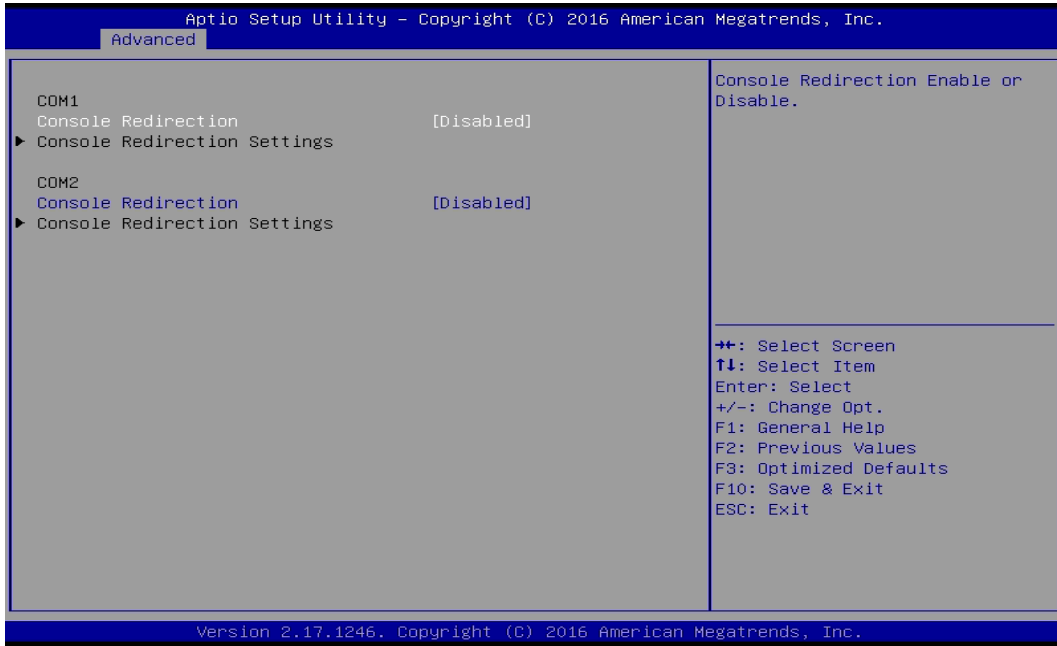 Aptio Setup Utility – Copyright (C) 2016 American Megatrends, Inc.
Advanced
COM1
Console Redirection [Disabled]
▶ Console Redirection Settings
COM2
Console Redirection [Disabled]
▶ Console Redirection Settings
Console Redirection Enable or
Disable.
→←: Select Screen
↑↓: Select Item
Enter: Select
+/-: Change Opt.
F1: General Help
F2: Previous Values
F3: Optimized Defaults
F10: Save & Exit
ESC: Exit
Version 2.17.1246. Copyright (C) 2016 American Megatrends, Inc.